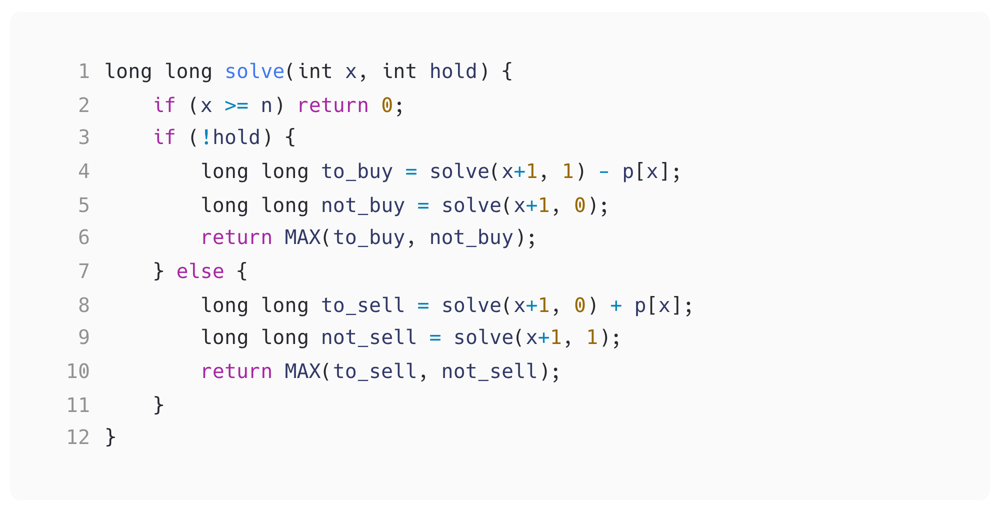 1 long long solve(int x, int hold) {
2     if (x >= n) return 0;
3     if (!hold) {
4         long long to_buy = solve(x+1, 1) - p[x];
5         long long not_buy = solve(x+1, 0);
6         return MAX(to_buy, not_buy);
7     } else {
8         long long to_sell = solve(x+1, 0) + p[x];
9         long long not_sell = solve(x+1, 1);
10         return MAX(to_sell, not_sell);
11     }
12 }